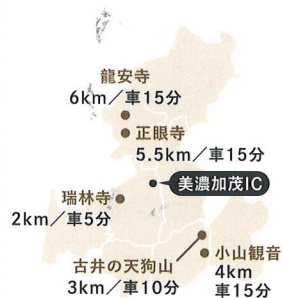 龍安寺
6km／車15分
正眼寺
5.5km／車15分
美濃加茂IC
瑞林寺
2km／車5分
古井の天狗山
3km／車10分
小山観音
4km
車15分